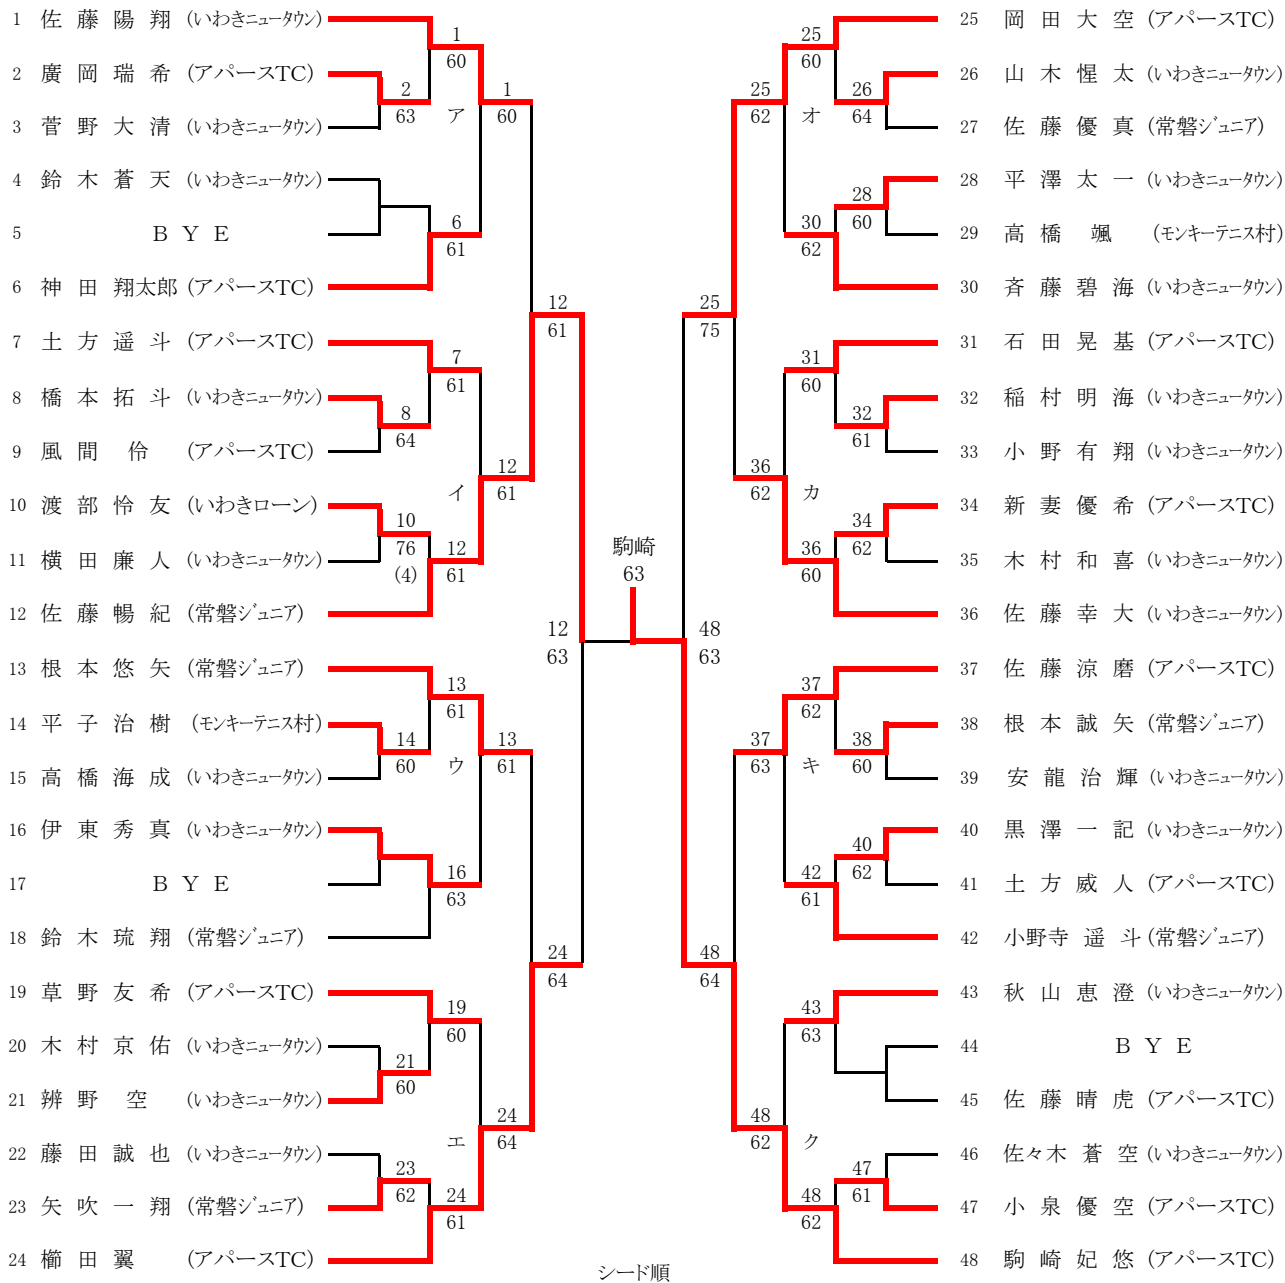 1 佐藤陽翔 (いわきニュータウン)
2 廣岡瑞希 (アパースTC)
3 菅野大清 (いわきニュータウン)
4 鈴木蒼天 (いわきニュータウン)
5 BYE
6 神田翔太郎 (アパースTC)
7 土方遥斗 (アパースTC)
8 橋本拓斗 (いわきニュータウン)
9 風間伶 (アパースTC)
10 渡部怜友 (いわきローン)
11 横田廉人 (いわきニュータウン)
12 佐藤暢紀 (常磐ジュニア)
13 根本悠矢 (常磐ジュニア)
14 平子治樹 (モンキーテニス村)
15 高橋海成 (いわきニュータウン)
16 伊東秀真 (いわきニュータウン)
17 BYE
18 鈴木琉翔 (常磐ジュニア)
19 草野友希 (アパースTC)
20 木村京佑 (いわきニュータウン)
21 辨野空 (いわきニュータウン)
22 藤田誠也 (いわきニュータウン)
23 矢吹一翔 (常磐ジュニア)
24 櫛田翼 (アパースTC)
2
63
8
64
10
76
(4)
14
60
21
60
23
62
1
60
6
61
7
61
12
61
13
61
16
63
19
60
24
61
ア
イ
ウ
エ
1
60
12
61
13
61
24
64
12
61
24
64
12
63
駒崎
63
48
63
25
75
48
64
25
62
36
62
37
63
48
62
オ
カ
キ
ク
25
60
30
62
31
60
36
60
37
62
42
61
43
63
48
62
26
64
28
60
32
61
34
62
38
60
40
62
47
61
25 岡田大空 (アパースTC)
26 山木惺太 (いわきニュータウン)
27 佐藤優真 (常磐ジュニア)
28 平澤太一 (いわきニュータウン)
29 高橋颯 (モンキーテニス村)
30 斉藤碧海 (いわきニュータウン)
31 石田晃基 (アパースTC)
32 稲村明海 (いわきニュータウン)
33 小野有翔 (いわきニュータウン)
34 新妻優希 (アパースTC)
35 木村和喜 (いわきニュータウン)
36 佐藤幸大 (いわきニュータウン)
37 佐藤涼磨 (アパースTC)
38 根本誠矢 (常磐ジュニア)
39 安龍治輝 (いわきニュータウン)
40 黒澤一記 (いわきニュータウン)
41 土方威人 (アパースTC)
42 小野寺遥斗 (常磐ジュニア)
43 秋山恵澄 (いわきニュータウン)
44 BYE
45 佐藤晴虎 (アパースTC)
46 佐々木蒼空 (いわきニュータウン)
47 小泉優空 (アパースTC)
48 駒崎妃悠 (アパースTC)
シード順